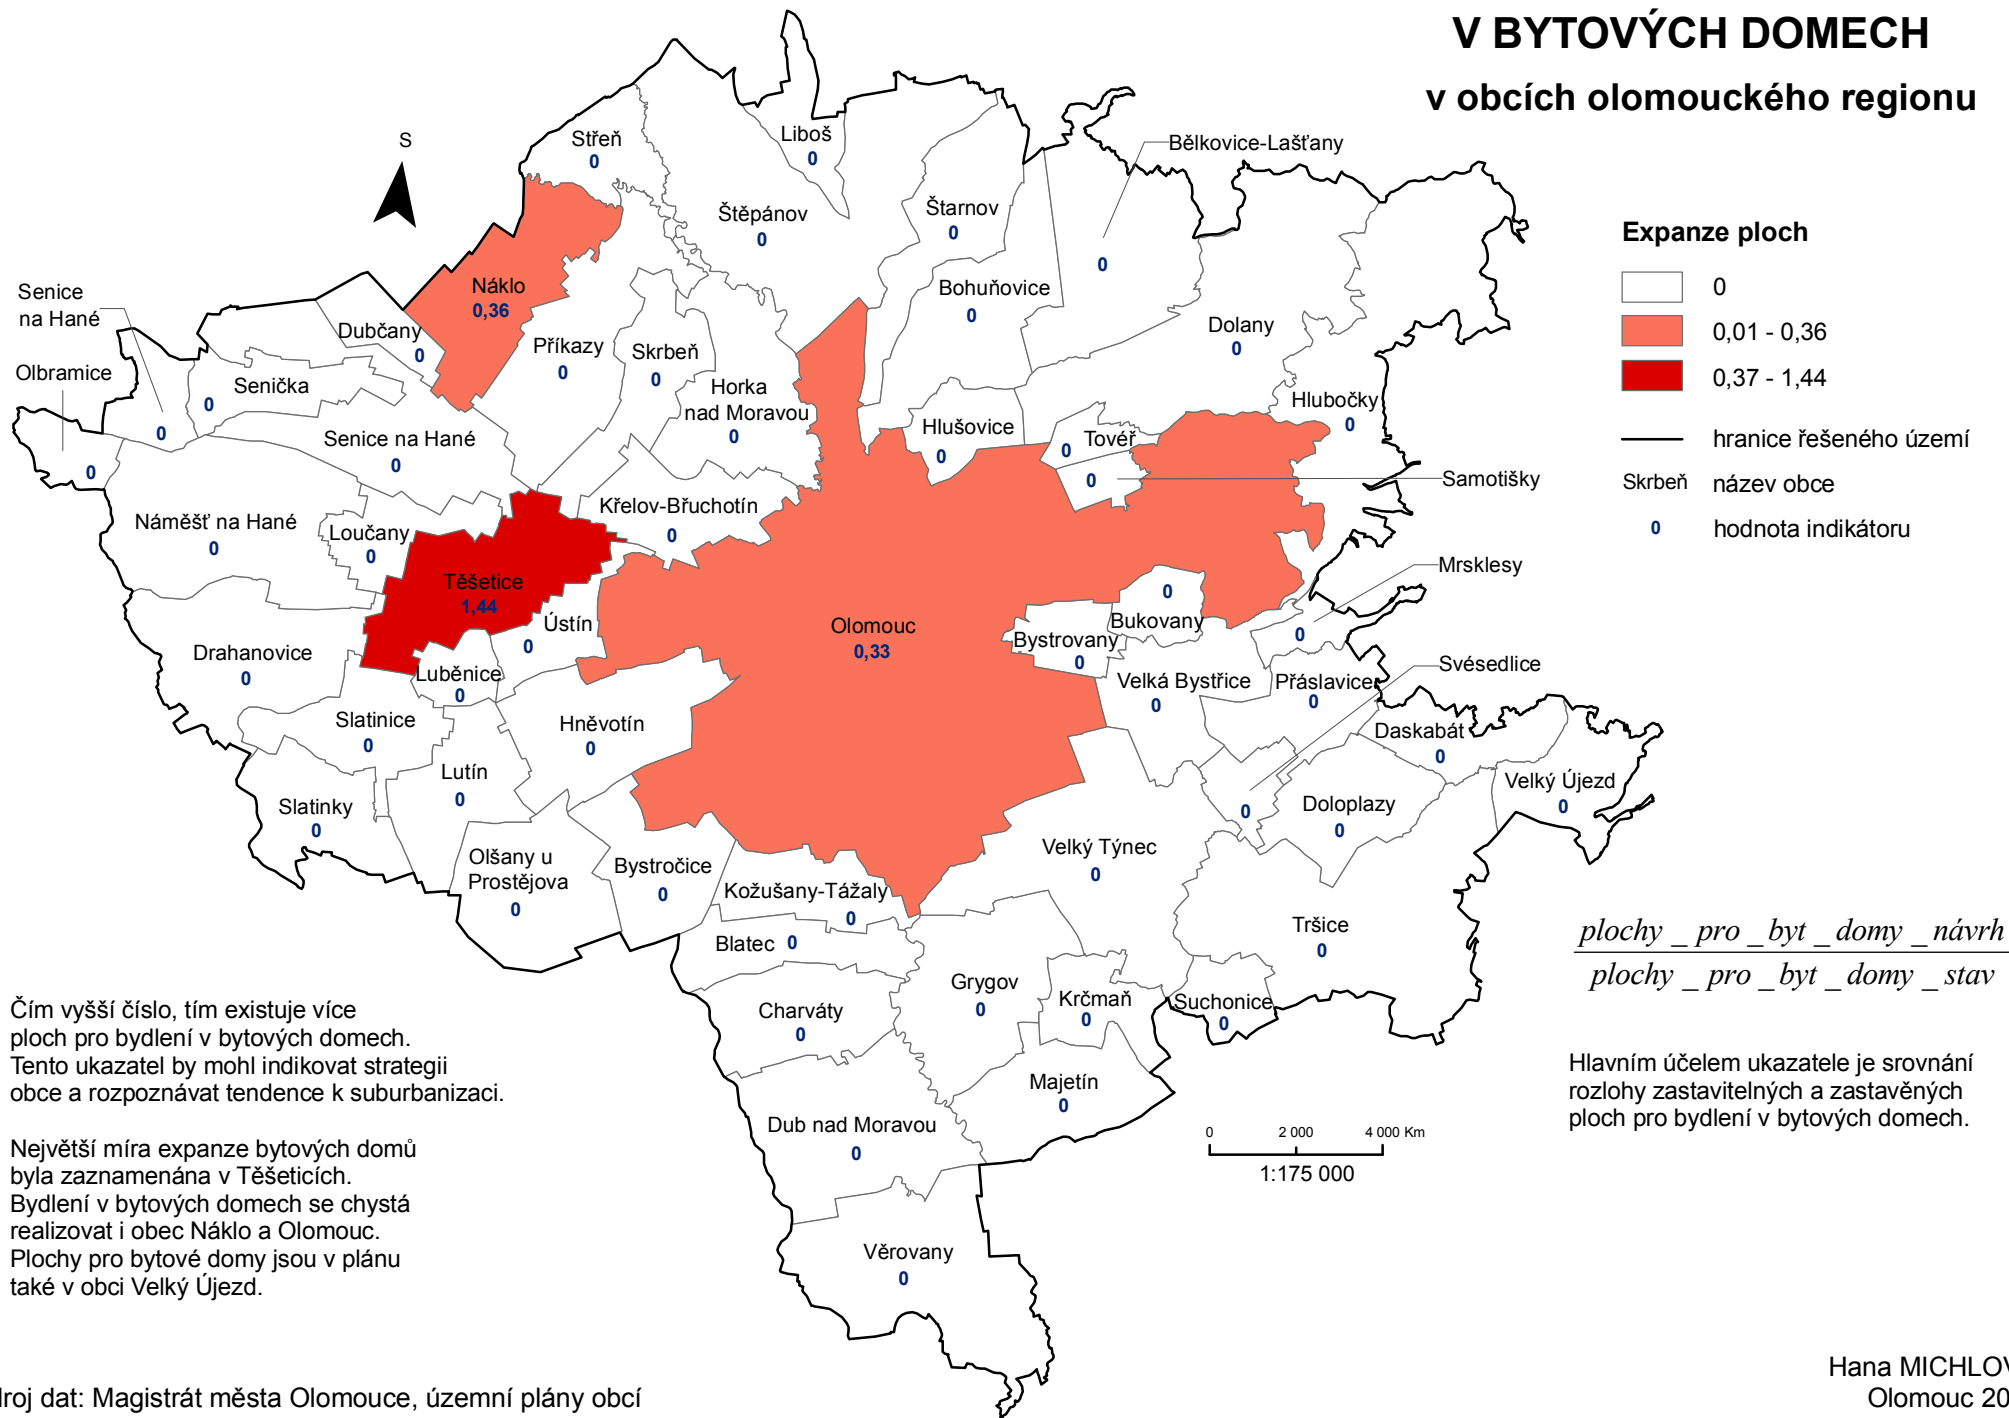 V BYTOVÝCH DOMECH
v obcích olomouckého regionu
S
Střeň
0
Liboš
0
Bělkovice-Lašťany
0
Štěpánov
0
Štarnov
0
Náklo
0,36
Bohuňovice
0
Senice
na Hané
0
Dubčany
0
Příkazy
0
Skrbeň
0
Dolany
0
Olbramice
0
Senička
0
Horka
nad Moravou
0
Hlubočky
0
Senice na Hané
0
Hlušovice
0
Tovéř
0
Samotišky
0
Náměšť na Hané
0
Loučany
0
Křelov-Břuchotín
0
Těšetice
1,44
Mrsklesy
0
Bukovany
0
Ústín
0
Olomouc
0,33
Bystrovany
0
Drahanovice
0
Luběnice
0
Velká Bystřice
0
Přáslavice
0
Svésedlice
0
Slatinice
0
Hněvotín
0
Daskabát
0
Lutín
0
Velký Újezd
0
Slatinky
0
Doloplazy
0
Olšany u
Prostějova
0
Bystročice
0
Velký Týnec
0
Kožušany-Tážaly
0
Blatec 0
Tršice
0
Grygov
0
Krčmaň
0
Suchonice
0
Charváty
0
Majetín
0
Dub nad Moravou
0
Věrovany
0
Expanze ploch
0
0,01 - 0,36
0,37 - 1,44
hranice řešeného území
Skrbeň název obce
0 hodnota indikátoru
plochy _ pro _ byt _ domy _ návrh
plochy _ pro _ byt _ domy _ stav
Hlavním účelem ukazatele je srovnání
rozlohy zastavitelných a zastavěných
ploch pro bydlení v bytových domech.
0 2 000 4 000 Km
1:175 000
Čím vyšší číslo, tím existuje více
ploch pro bydlení v bytových domech.
Tento ukazatel by mohl indikovat strategii
obce a rozpoznávat tendence k suburbanizaci.
Největší míra expanze bytových domů
byla zaznamenána v Těšeticích.
Bydlení v bytových domech se chystá
realizovat i obec Náklo a Olomouc.
Plochy pro bytové domy jsou v plánu
také v obci Velký Újezd.
dat: Magistrát města Olomouce, územní plány obcí
Hana
Olomouc